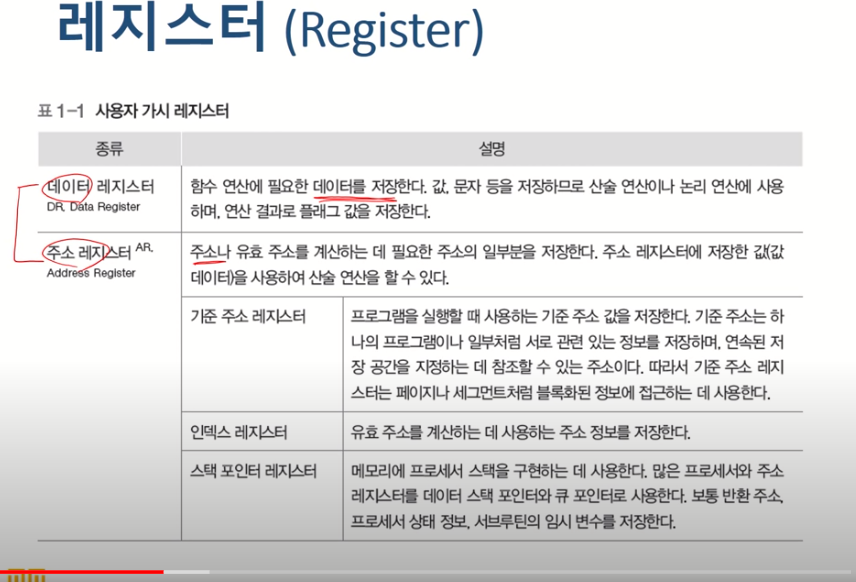 레지스터 (Register)
표 1-1 사용자 가시 레지스터
종류
설명
데이터 레지스터
DR, Data Register
함수 연산에 필요한 데이터를 저장한다. 값, 문자 등을 저장하므로 산술 연산이나 논리 연산에 사용
하며, 연산 결과로 플래그 값을 저장한다.
주소 레지스터 AR,
Address Register
주소나 유효 주소를 계산하는 데 필요한 주소의 일부분을 저장한다. 주소 레지스터에 저장한 값(값
데이터)을 사용하여 산술 연산을 할 수 있다.
기준 주소 레지스터
프로그램을 실행할 때 사용하는 기준 주소 값을 저장한다. 기준 주소는 하
나의 프로그램이나 일부처럼 서로 관련 있는 정보를 저장하며, 연속된 저
장 공간을 지정하는 데 참조할 수 있는 주소이다. 따라서 기준 주소 레지
스터는 페이지나 세그먼트처럼 블록화된 정보에 접근하는 데 사용한다.
인덱스 레지스터
유효 주소를 계산하는 데 사용하는 주소 정보를 저장한다.
스택 포인터 레지스터
메모리에 프로세서 스택을 구현하는 데 사용한다. 많은 프로세서와 주소
레지스터를 데이터 스택 포인터와 큐 포인터로 사용한다. 보통 반환 주소,
프로세서 상태 정보, 서브루틴의 임시 변수를 저장한다.